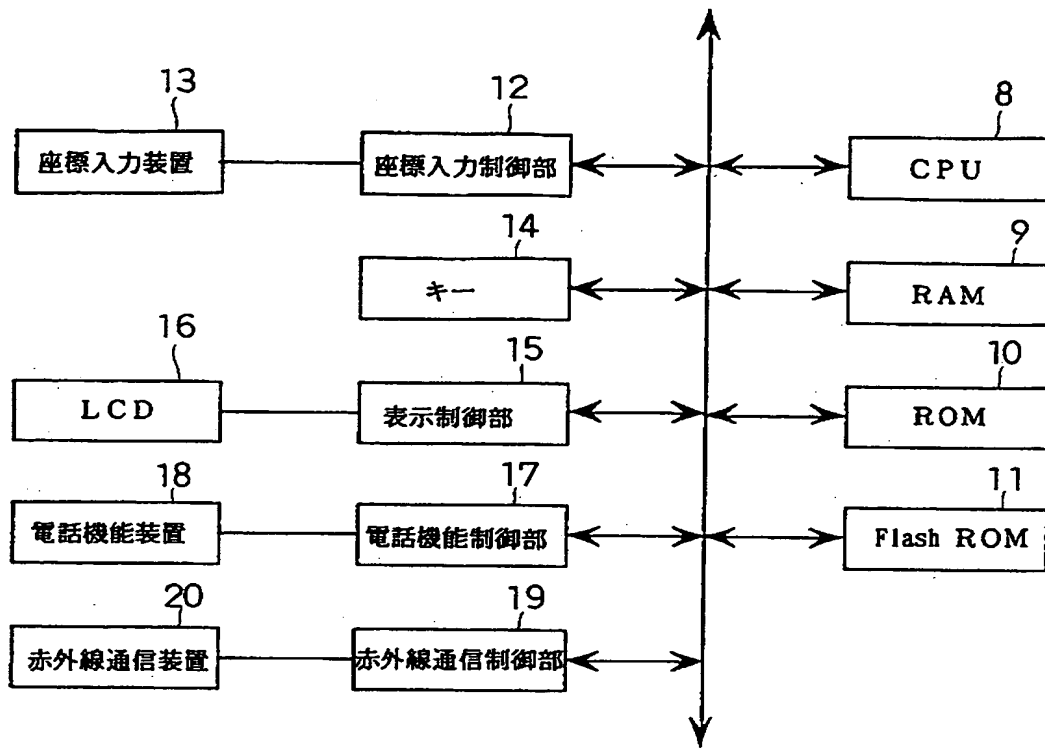 13
12
8
座標入力装置
座標入力制御部
CPU
14
9
キー
RAM
16
15
10
LCD
表示制御部
ROM
18
17
11
電話機能装置
電話機能制御部
Flash ROM
20
19
赤外線通信装置
赤外線通信制御部